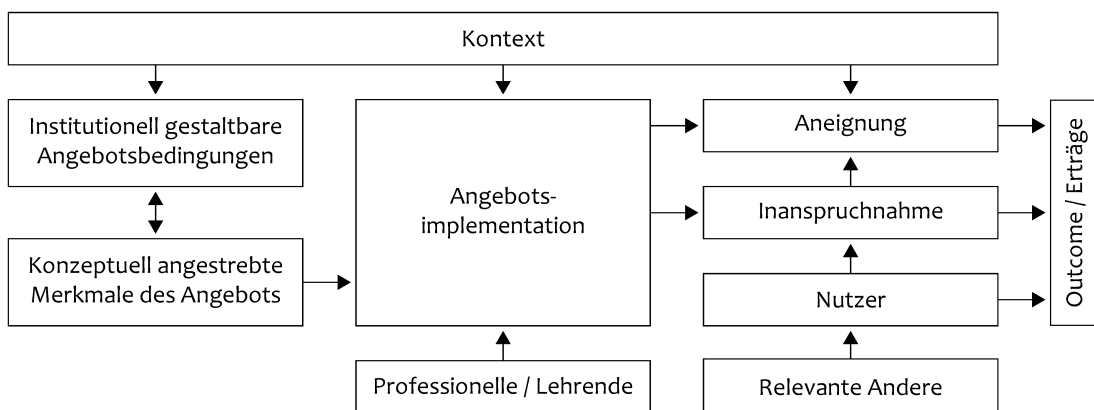 Kontext
Institutionell gestaltbare
Angebotsbedingungen
Konzeptuell angestrebte
Merkmale des Angebots
Angebots-
implementation
Professionelle / Lehrende
Aneignung
Inanspruchnahme
Nutzer
Relevante Andere
Outcome / Erträge